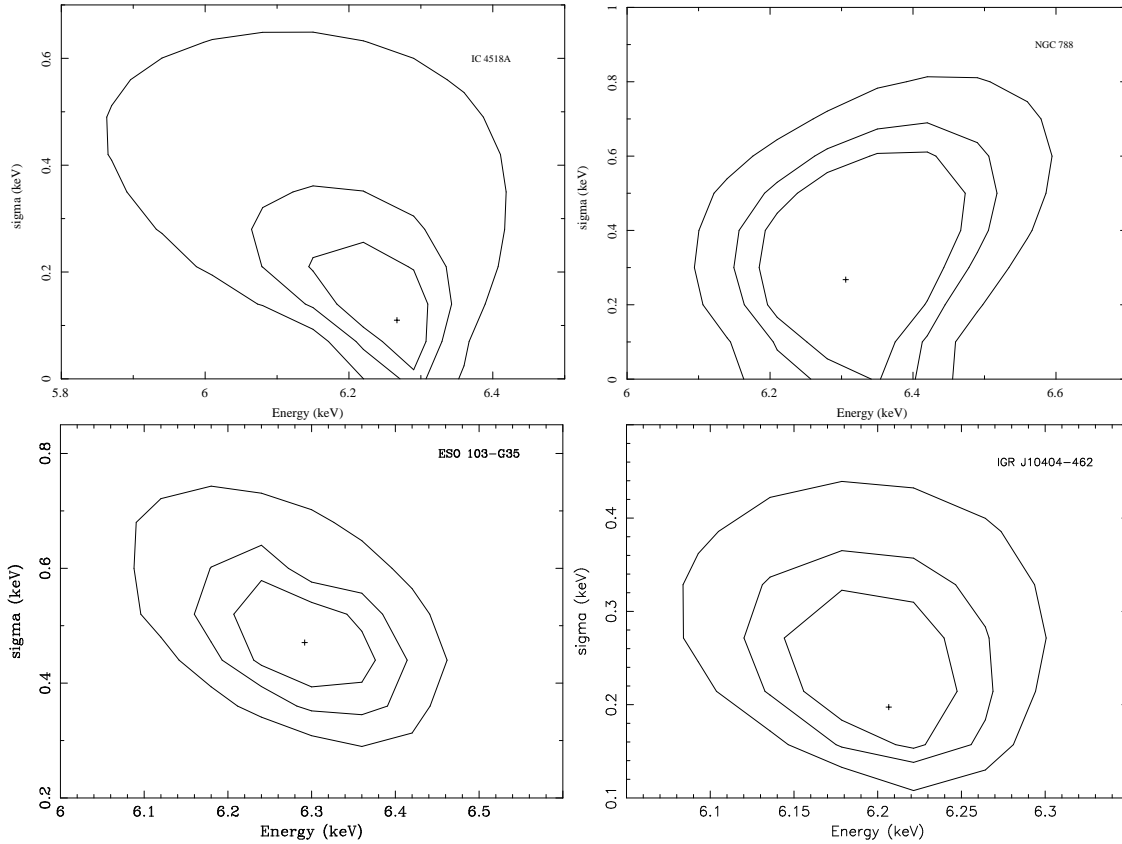 IC 4518A
sigma (keV)
0 0.2 0.4 0.6
5.8 6 6.2 6.4
Energy (keV)
NGC 788
sigma (keV)
0 0.2 0.4 0.6 0.8 1
6 6.2 6.4 6.6
Energy (keV)
ESO 103-G35
sigma (keV)
0.2 0.4 0.6 0.8
6 6.1 6.2 6.3 6.4 6.5
Energy (keV)
IGR J10404-462
sigma (keV)
0.1 0.2 0.3 0.4
6.1 6.15 6.2 6.25 6.3
Energy (keV)